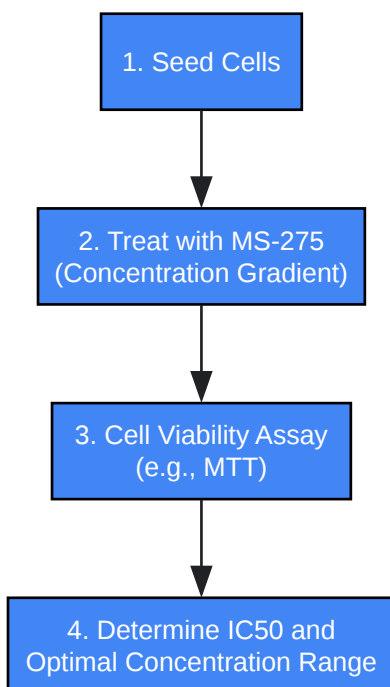 1. Seed Cells
2. Treat with MS-275
(Concentration Gradient)
3. Cell Viability Assay
(e.g., MTT)
4. Determine IC50 and
Optimal Concentration Range